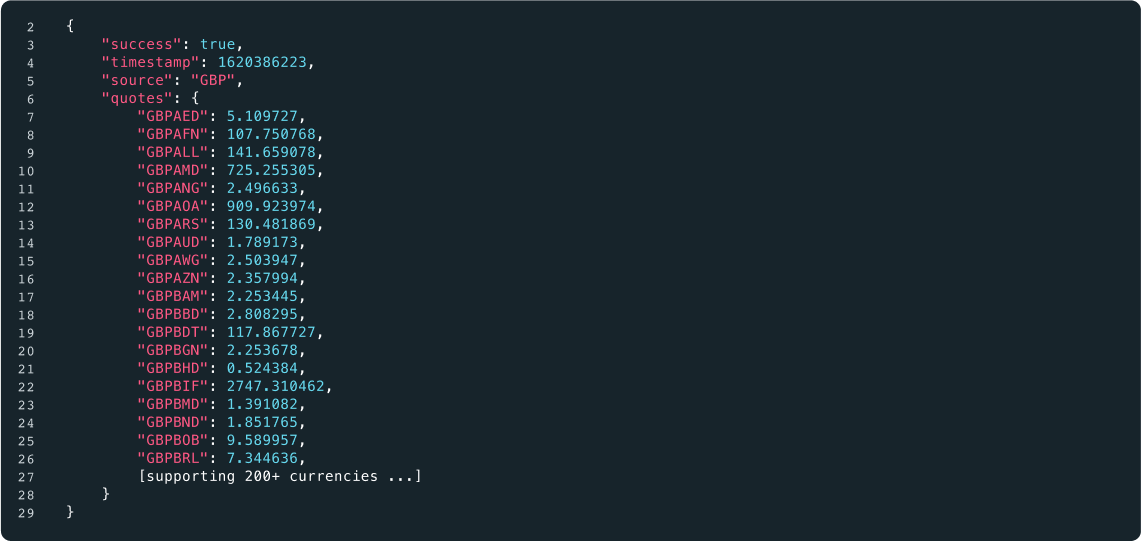 2 {
3 "success": true,
4 "timestamp": 1620386223,
5 "source": "GBP",
6 "quotes": {
7 "GBPAED": 5.109727,
8 "GBPAFN": 107.750768,
9 "GBPALL": 141.659078,
10 "GBPAMD": 725.255305,
11 "GBPANG": 2.496633,
12 "GBPAOA": 909.923974,
13 "GBPARS": 130.481869,
14 "GBPAUD": 1.789173,
15 "GBPAWG": 2.503947,
16 "GBPAZN": 2.357994,
17 "GBPBAM": 2.253445,
18 "GBPBBD": 2.808295,
19 "GBPBDT": 117.867727,
20 "GBPBGN": 2.253678,
21 "GBPBHD": 0.524384,
22 "GBPBIF": 2747.310462,
23 "GBPBMD": 1.391082,
24 "GBPBND": 1.851765,
25 "GBPBOB": 9.589957,
26 "GBPBRL": 7.344636,
27 [supporting 200+ currencies ...]
28 }
29 }